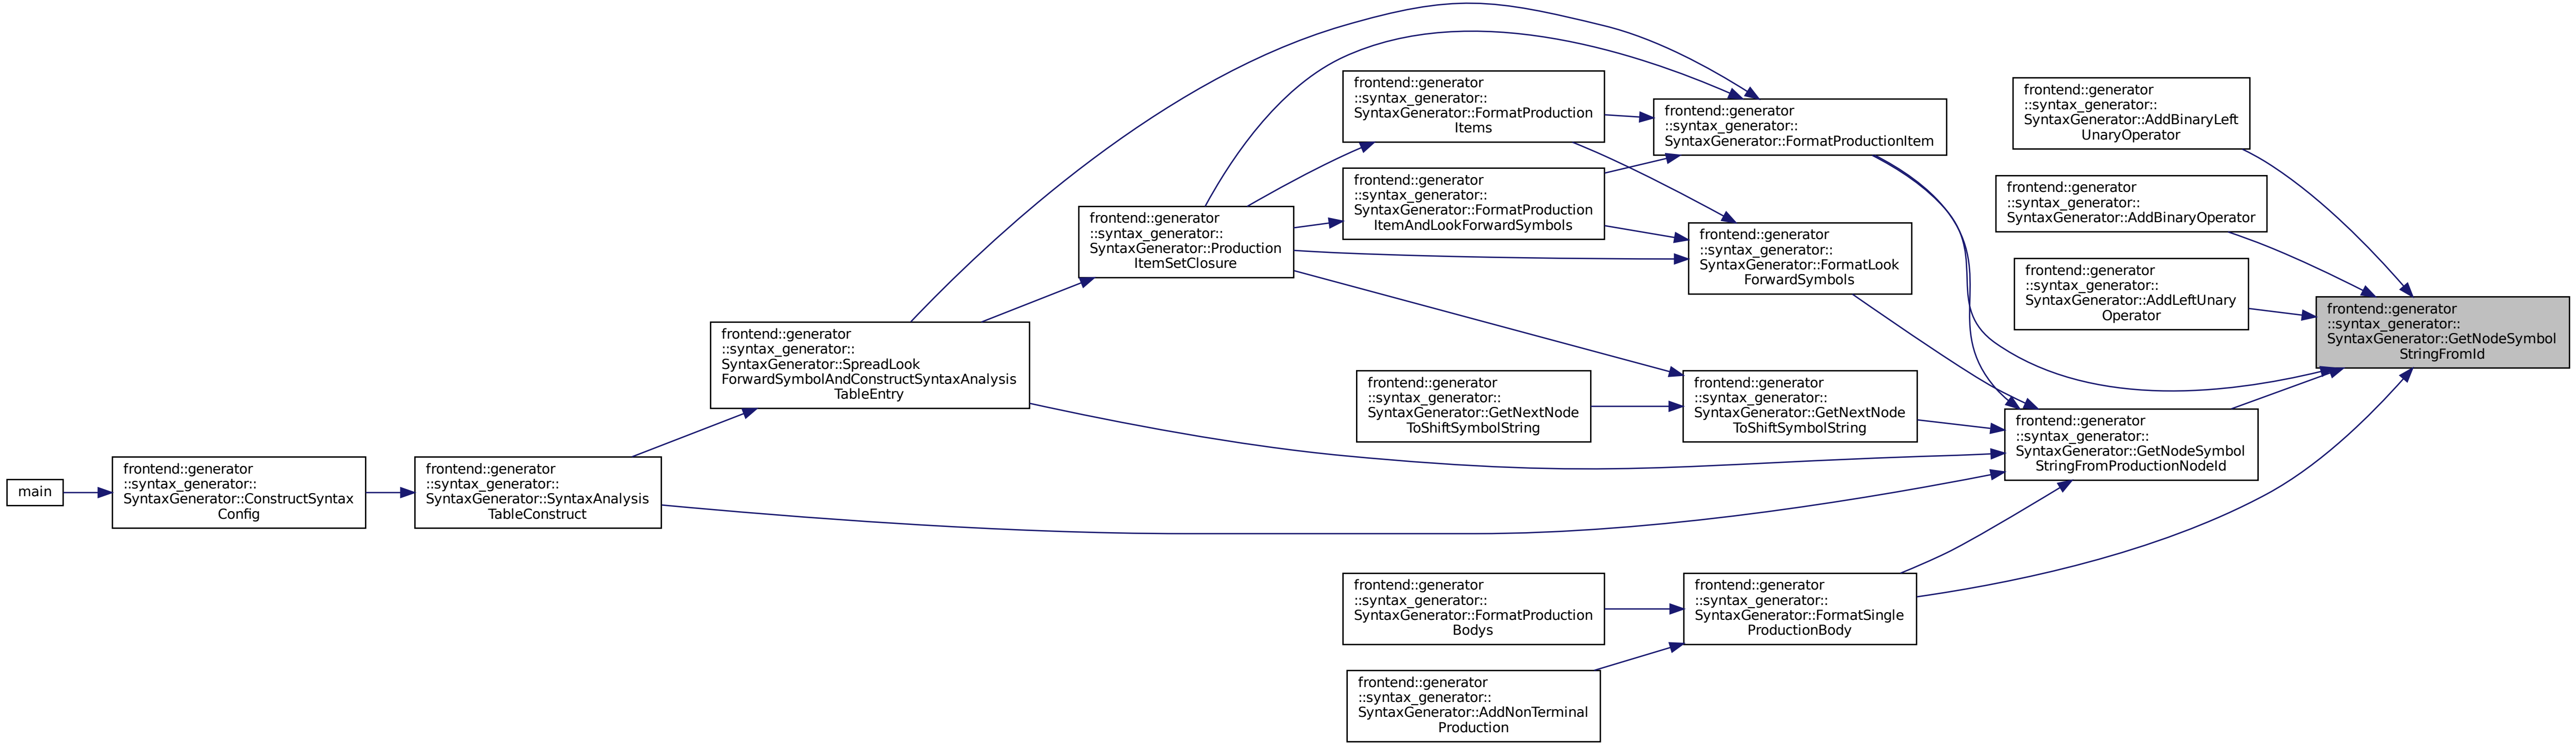 main
frontend::generator
::syntax_generator::
SyntaxGenerator::ConstructSyntax
Config
frontend::generator
::syntax_generator::
SyntaxGenerator::SyntaxAnalysis
TableConstruct
frontend::generator
::syntax_generator::
SyntaxGenerator::SpreadLook
ForwardSymbolAndConstructSyntaxAnalysis
TableEntry
frontend::generator
::syntax_generator::
SyntaxGenerator::Production
ItemSetClosure
frontend::generator
::syntax_generator::
SyntaxGenerator::FormatProduction
Items
frontend::generator
::syntax_generator::
SyntaxGenerator::FormatProduction
ItemAndLookForwardSymbols
frontend::generator
::syntax_generator::
SyntaxGenerator::GetNextNode
ToShiftSymbolString
frontend::generator
::syntax_generator::
SyntaxGenerator::FormatProduction
Bodys
frontend::generator
::syntax_generator::
SyntaxGenerator::AddNonTerminal
Production
frontend::generator
::syntax_generator::
SyntaxGenerator::FormatProductionItem
frontend::generator
::syntax_generator::
SyntaxGenerator::FormatLook
ForwardSymbols
frontend::generator
::syntax_generator::
SyntaxGenerator::GetNextNode
ToShiftSymbolString
frontend::generator
::syntax_generator::
SyntaxGenerator::FormatSingle
ProductionBody
frontend::generator
::syntax_generator::
SyntaxGenerator::AddBinaryLeft
UnaryOperator
frontend::generator
::syntax_generator::
SyntaxGenerator::AddBinaryOperator
frontend::generator
::syntax_generator::
SyntaxGenerator::AddLeftUnary
Operator
frontend::generator
::syntax_generator::
SyntaxGenerator::GetNodeSymbol
StringFromProductionNodeId
frontend::generator
::syntax_generator::
SyntaxGenerator::GetNodeSymbol
StringFromId